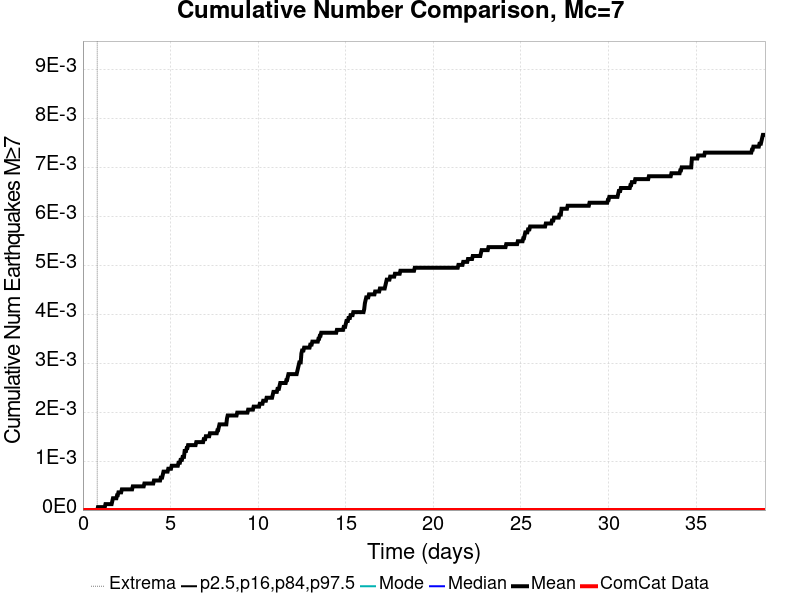 Cumulative Number Comparison, Mc=7
Cumulative Num Earthquakes M≥7
9E-3
8E-3
7E-3
6E-3
5E-3
4E-3
3E-3
2E-3
1E-3
0E0
0 5 10 15 20 25 30 35
Time (days)
Extrema p2.5,p16,p84,p97.5 Mode Median Mean ComCat Data